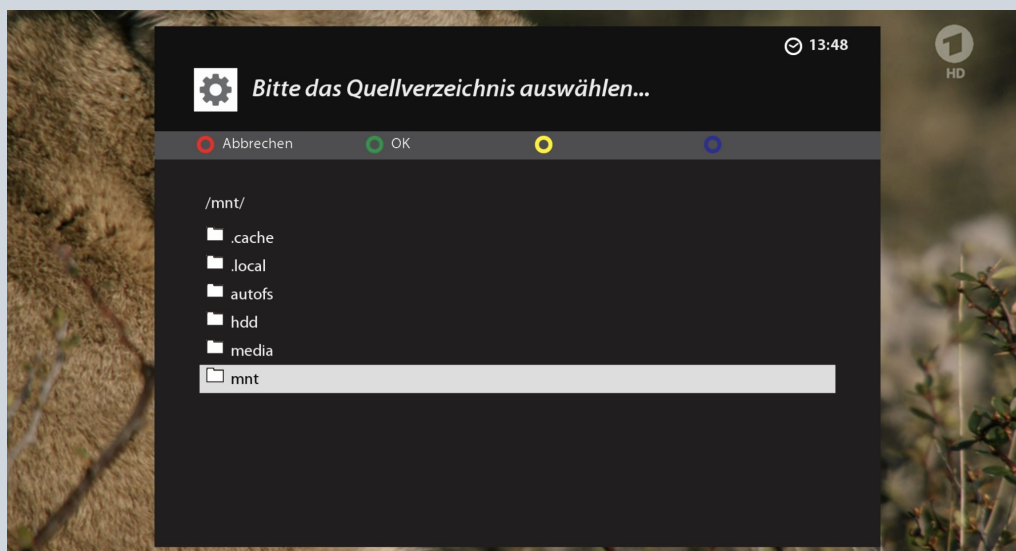 13:48
HD
Bitte das Quellverzeichnis auswählen...
Abbrechen OK
/mnt/
.cache
.local
autofs
hdd
media
mnt